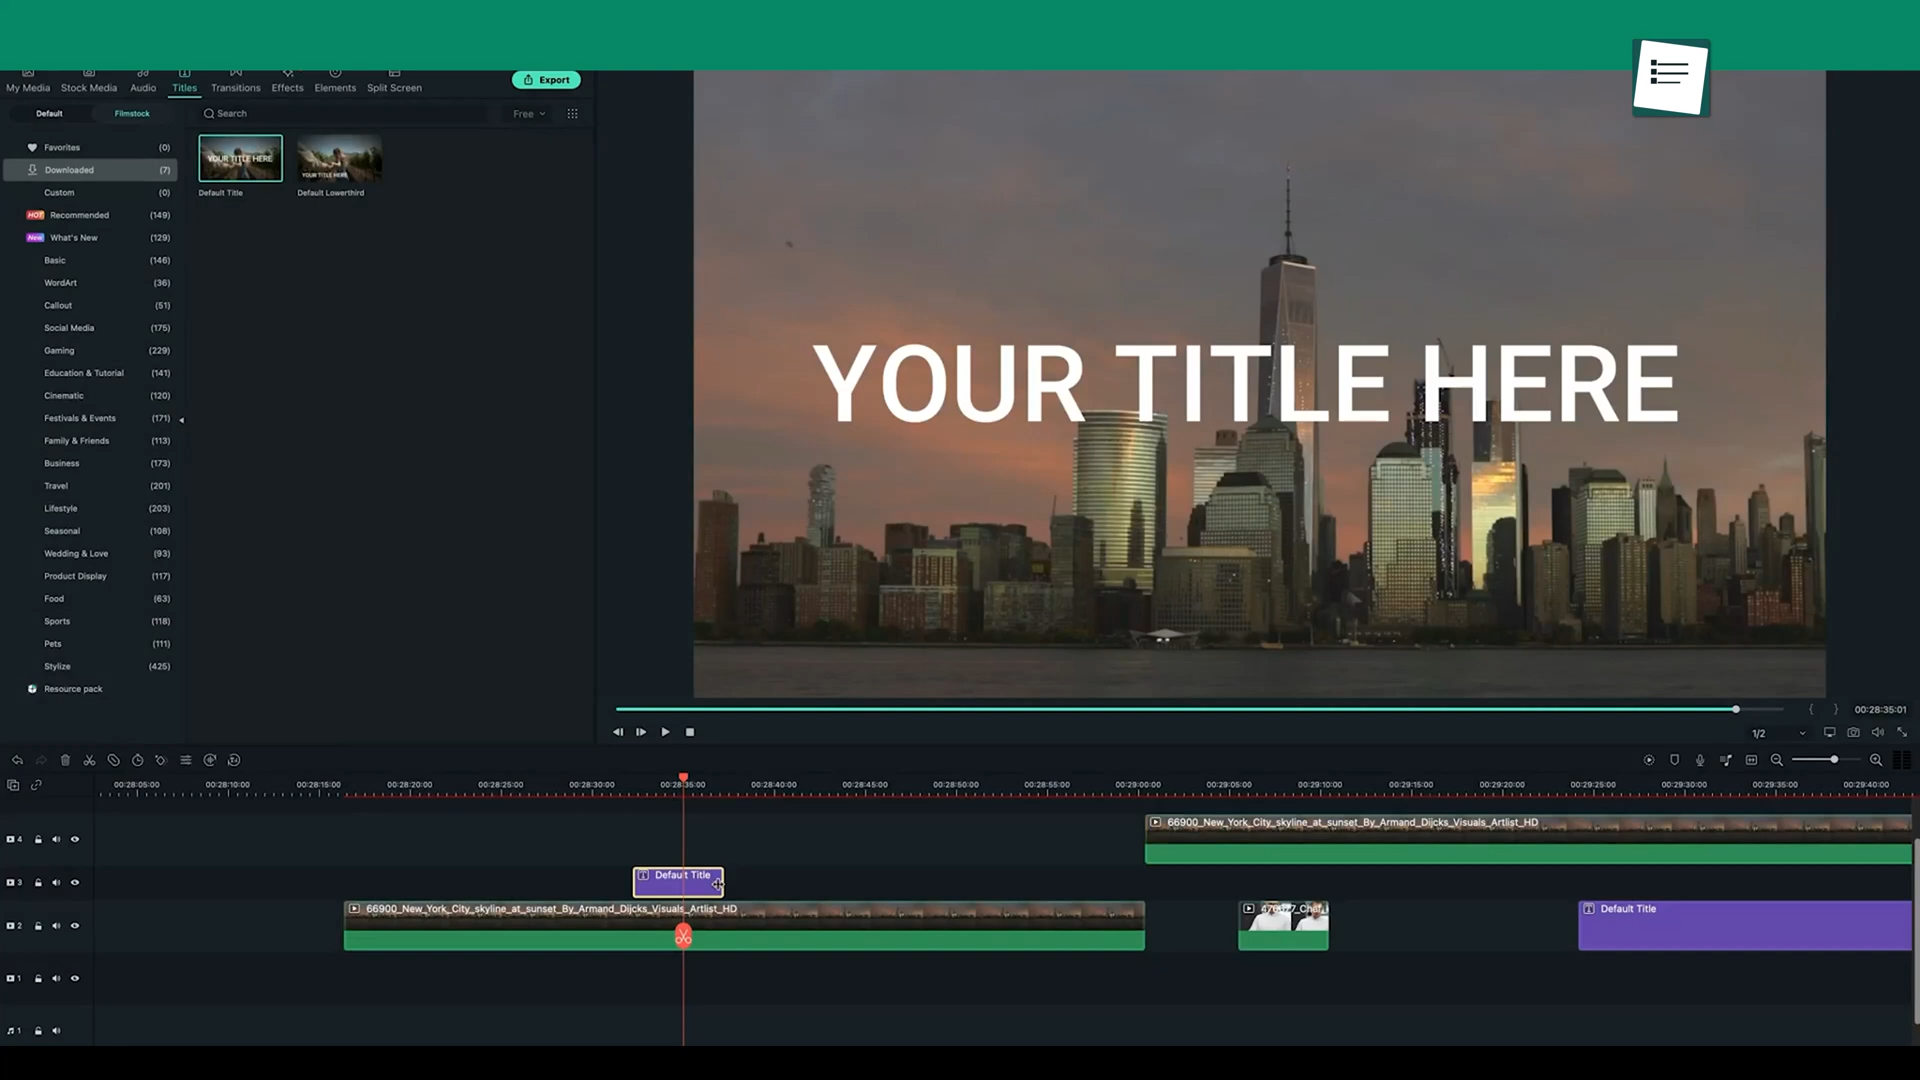 My Media Stock Media Audio Titles Transitions Effects Elements Split Screen
Export
Default Filmstock
Search
Free
Favorites (0)
Downloaded (7)
Custom (0)
HOT Recommended (149)
New What's New (129)
Basic (146)
WordArt (36)
Callout (51)
Social Media (175)
Gaming (229)
Education & Tutorial (141)
Cinematic (120)
Festivals & Events (171)
Family & Friends (113)
Business (173)
Travel (201)
Lifestyle (203)
Seasonal (108)
Wedding & Love (93)
Product Display (117)
Food (63)
Sports (118)
Pets (111)
Stylize (425)
Resource pack
YOUR TITLE HERE
YOUR TITLE HERE
Default Title Default Lowerthird
YOUR TITLE HERE
00:28:35:01
1/2
00:28:05:00 00:28:10:00 00:28:15:00 00:28:20:00 00:28:25:00 00:28:30:00 00:28:35:00 00:28:40:00 00:28:45:00 00:28:50:00 00:28:55:00 00:29:00:00 00:29:05:00 00:29:10:00 00:29:15:00 00:29:20:00 00:29:25:00 00:29:30:00 00:29:35:00 00:29:40:00
4
66900_New_York_City_skyline_at_sunset_By_Armand_Dijcks_Visuals_Artlist_HD
3
Default Title
2
66900_New_York_City_skyline_at_sunset_By_Armand_Dijcks_Visuals_Artlist_HD
Default Title
1
1